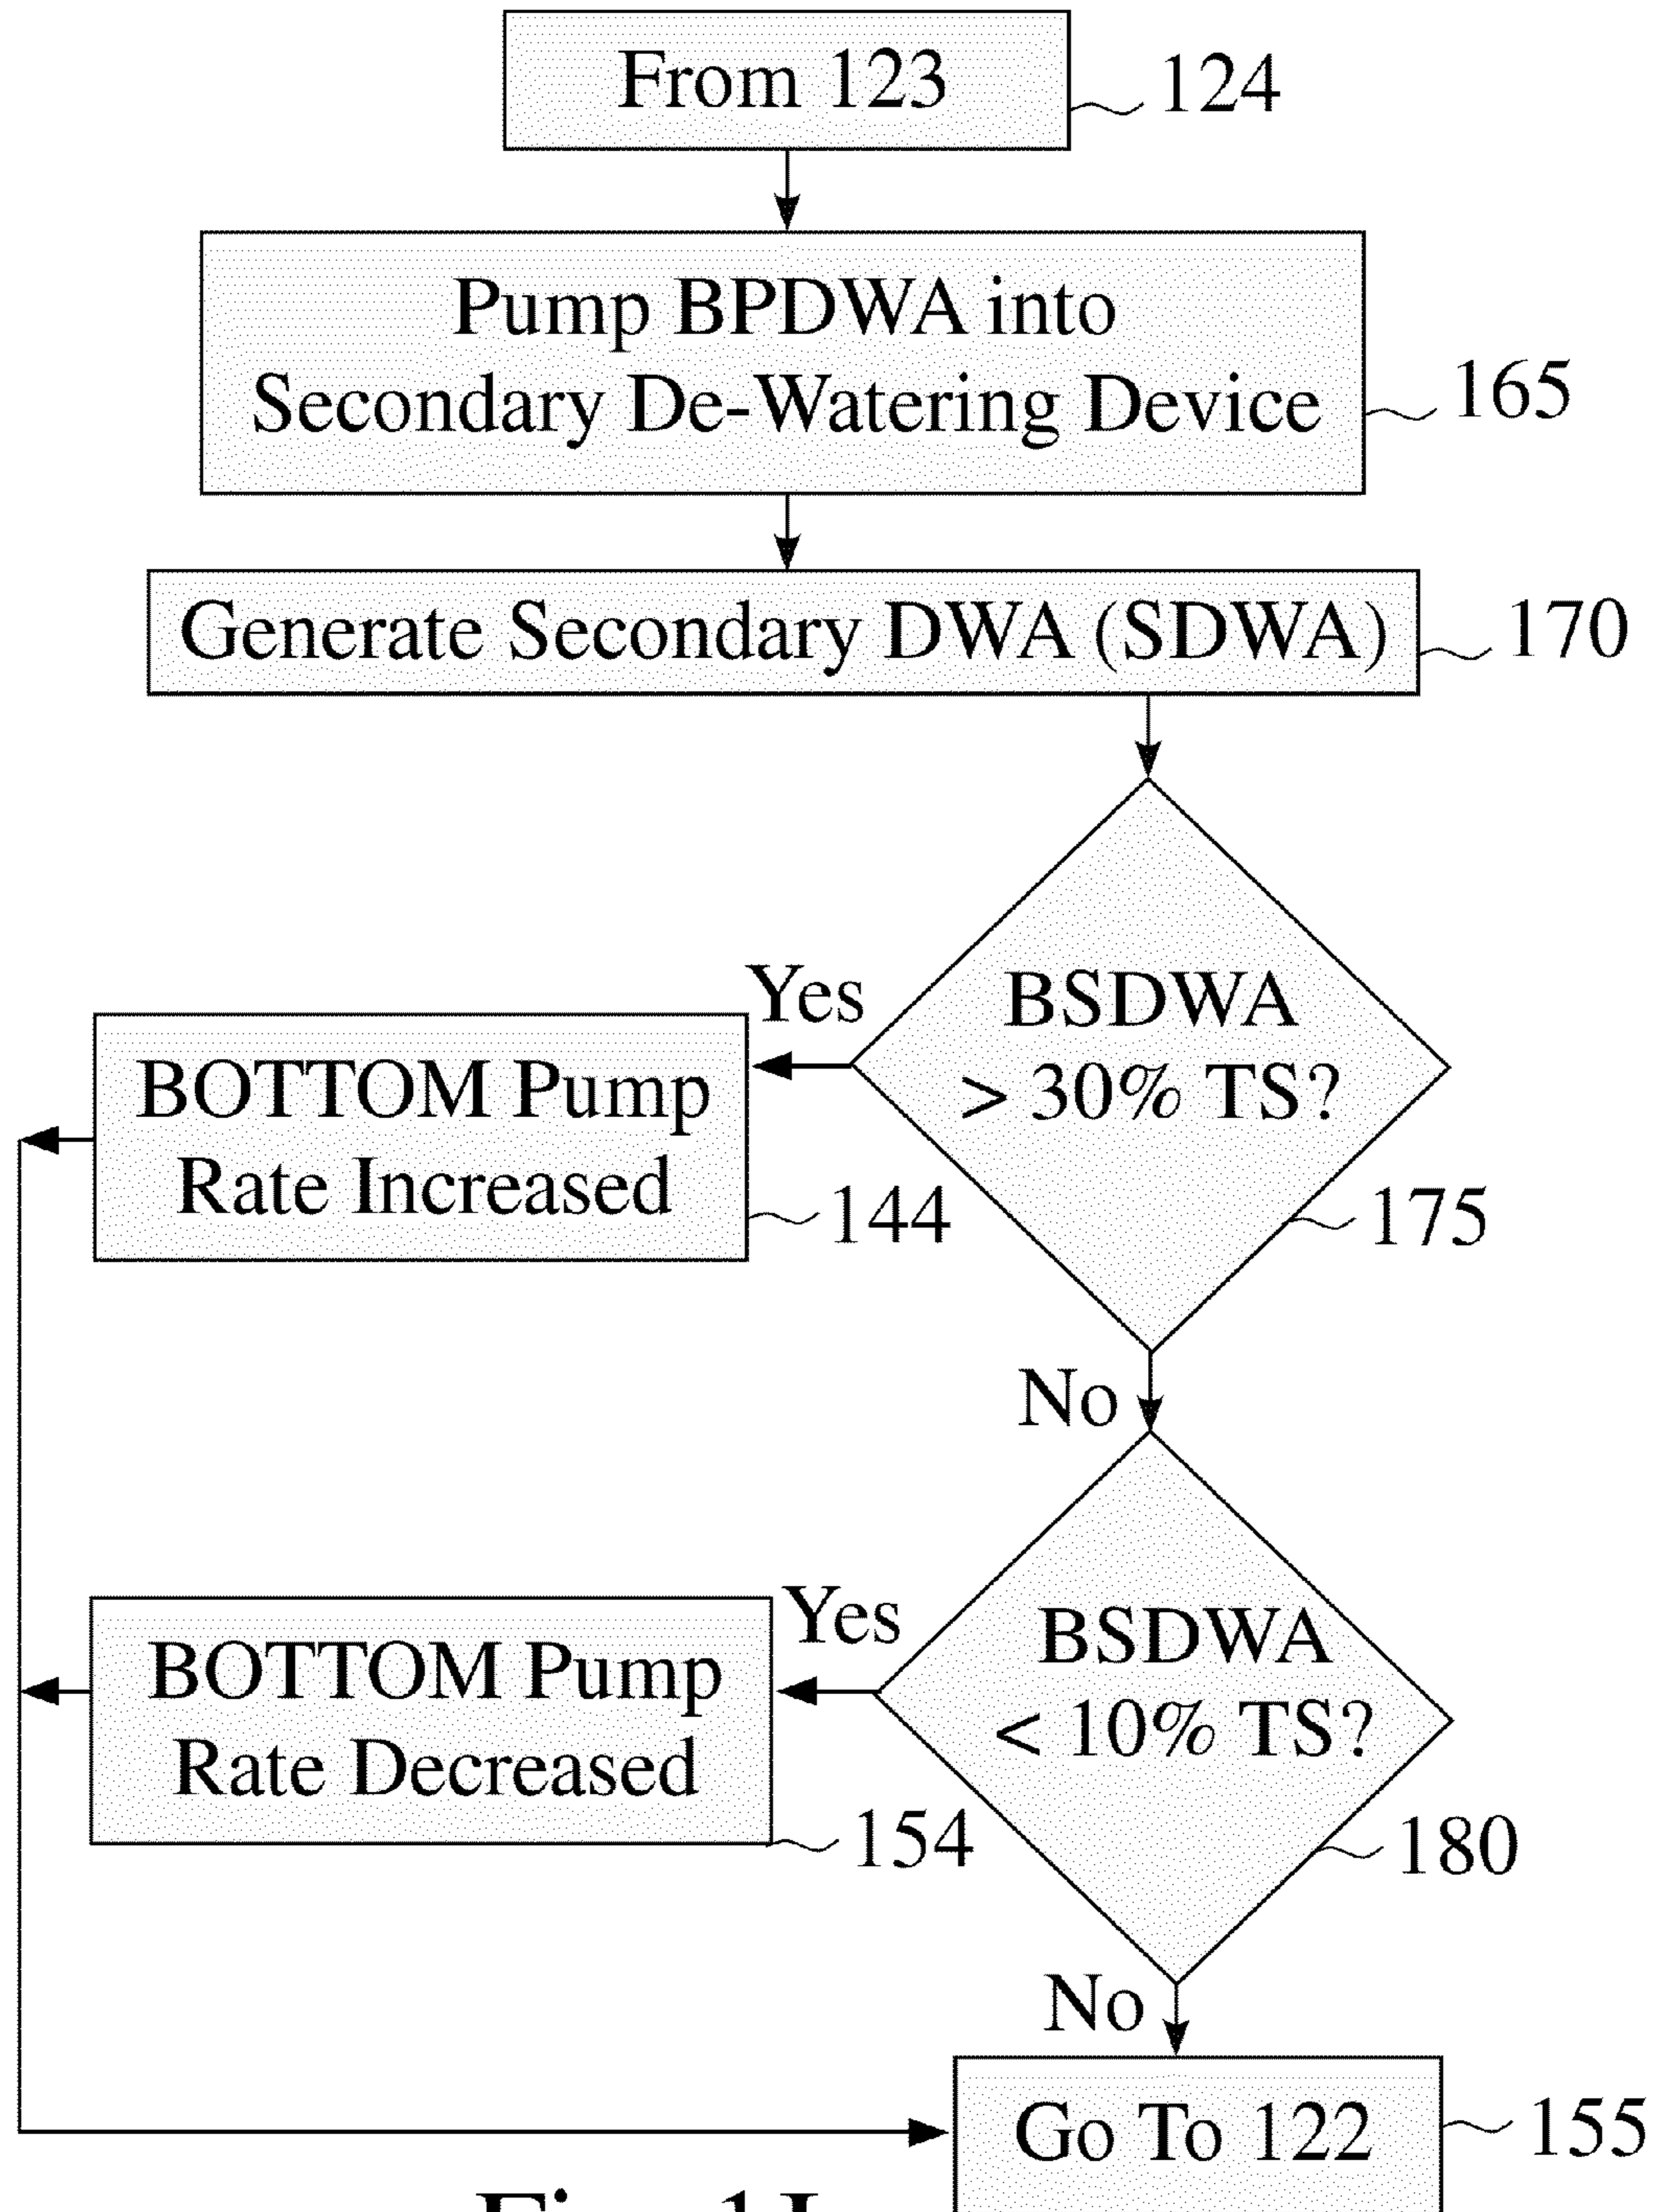 From 123
124
Pump BPDWA into
Secondary De-Watering Device
165
Generate Secondary DWA (SDWA)
170
BSDWA
> 30% TS?
175
Yes
BOTTOM Pump
Rate Increased
144
No
BSDWA
< 10% TS?
180
Yes
BOTTOM Pump
Rate Decreased
154
No
Go To 122
155